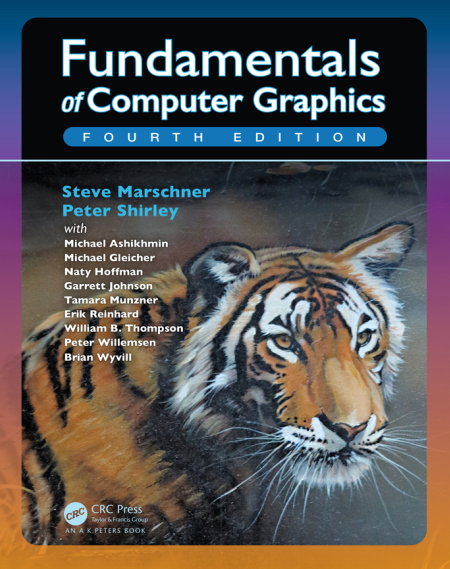 Fundamentals
of Computer Graphics
FOURTH EDITION
Steve Marschner
Peter Shirley
with
Michael Ashikhmin
Michael Gleicher
Naty Hoffman
Garrett Johnson
Tamara Munzner
Erik Reinhard
William B. Thompson
Peter Willemsen
Brian Wyvill
CRC
CRC Press
Taylor & Francis Group
AN A K PETERS BOOK